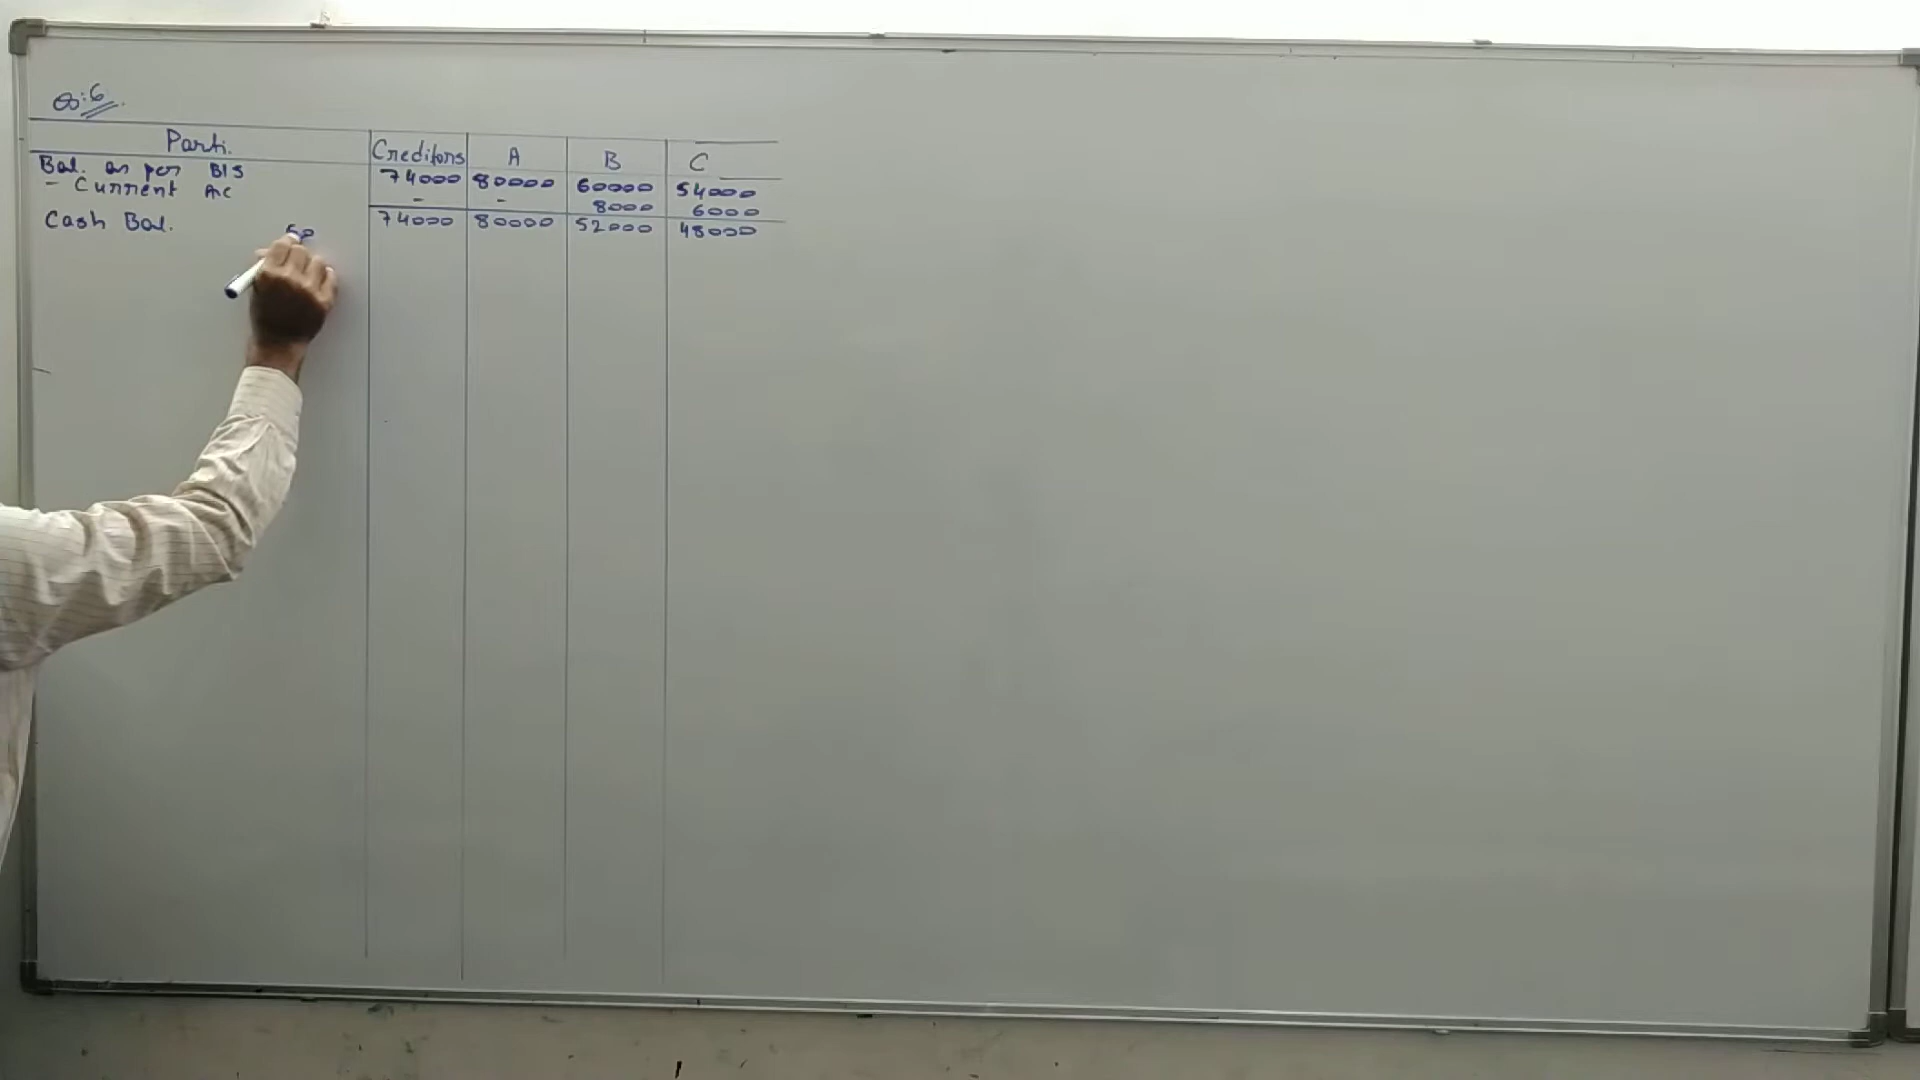 Q:6
Parti. Creditors A B C
Bal. as per B/S 74000 80000 60000 54000
- Current A/c - - 8000 6000
74000 80000 52000 48000
Cash Bal.